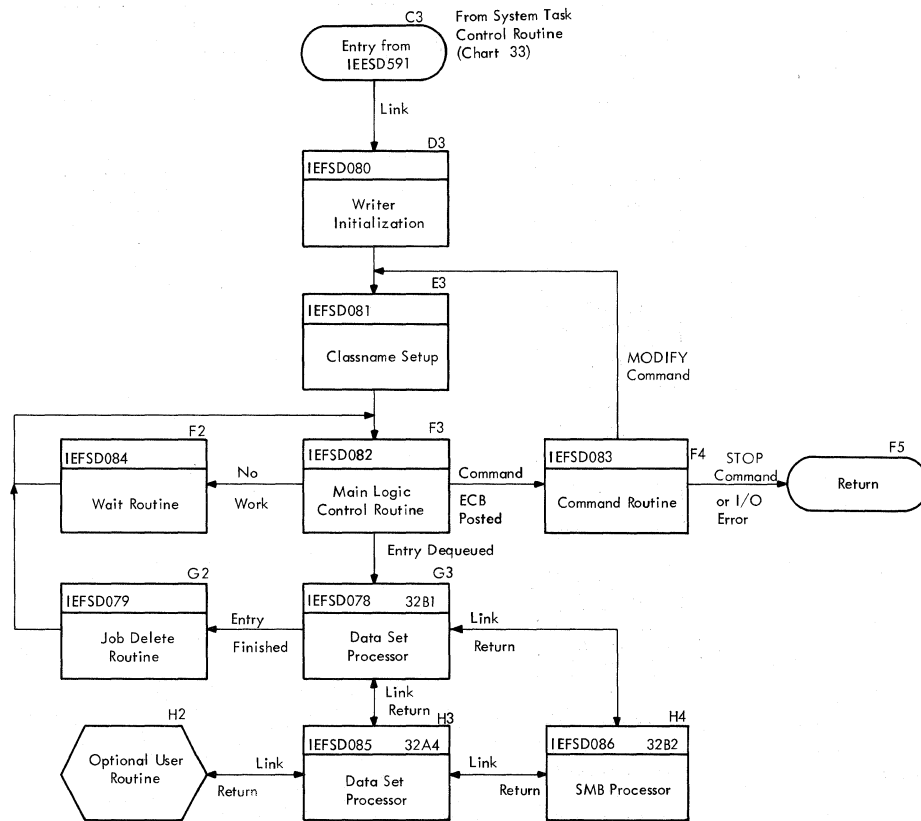 C3
From System Task
Control Routine
(Chart 33)
Entry from
IEESD591
Link
D3
IEFSD080
Writer
Initialization
E3
IEFSD081
Classname Setup
MODIFY
Command
F2
IEFSD084
Wait Routine
No
Work
F3
IEFSD082
Main Logic
Control Routine
Command
ECB
Posted
IEFSD083
F4
Command Routine
STOP
Command
or I/O
Error
F5
Return
Entry Dequeued
G2
IEFSD079
Job Delete
Routine
Entry
Finished
G3
IEFSD078 32B1
Data Set
Processor
Link
Return
Link
Return
H2
Optional User
Routine
Link
Return
H3
IEFSD085 32A4
Data Set
Processor
Link
Return
H4
IEFSD086 32B2
SMB Processor